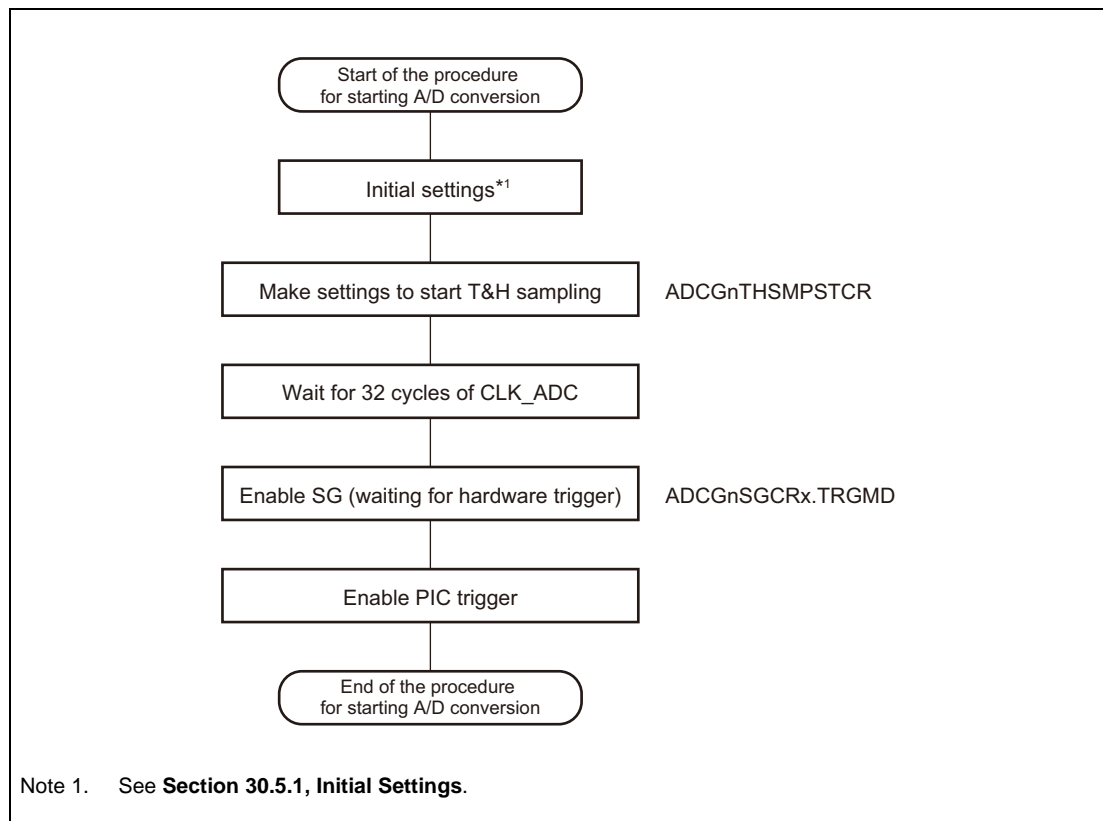 Start of the procedure
for starting A/D conversion
Initial settings*1
Make settings to start T&H sampling ADCGnTHSMPSTCR
Wait for 32 cycles of CLK_ADC
Enable SG (waiting for hardware trigger) ADCGnSGCRx.TRGMD
Enable PIC trigger
End of the procedure
for starting A/D conversion
Note 1. See Section 30.5.1, Initial Settings.